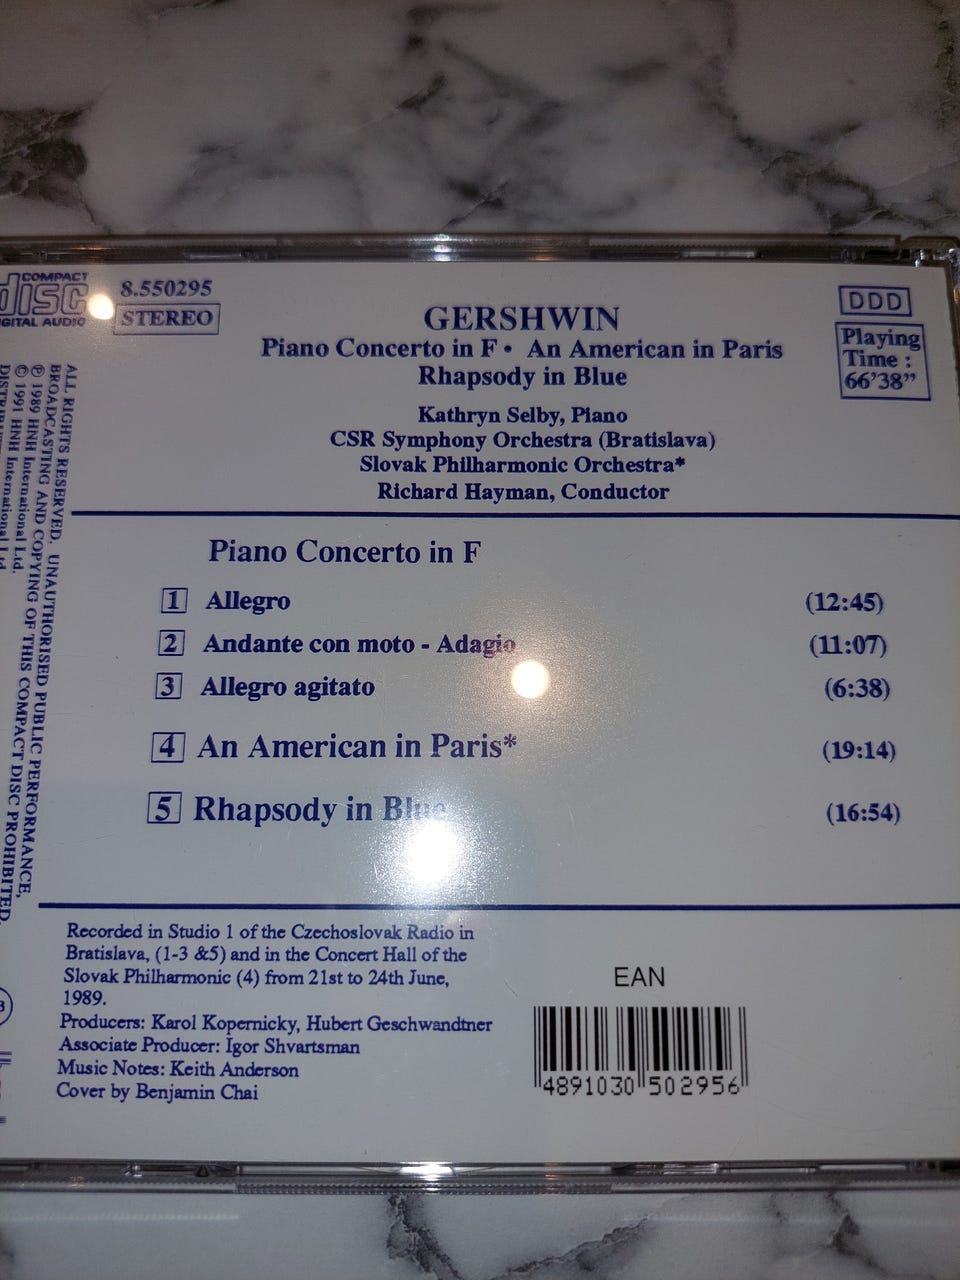 COMPACT
disc
DIGITAL AUDIO
8.550295
STEREO
GERSHWIN
Piano Concerto in F • An American in Paris
Rhapsody in Blue
Kathryn Selby, Piano
CSR Symphony Orchestra (Bratislava)
Slovak Philharmonic Orchestra*
Richard Hayman, Conductor
DDD
Playing
Time :
66'38"
Piano Concerto in F
1 Allegro (12:45)
2 Andante con moto - Adagio (11:07)
3 Allegro agitato (6:38)
4 An American in Paris* (19:14)
5 Rhapsody in Blue (16:54)
Recorded in Studio 1 of the Czechoslovak Radio in
Bratislava, (1-3 &5) and in the Concert Hall of the
Slovak Philharmonic (4) from 21st to 24th June,
1989.
Producers: Karol Kopernicky, Hubert Geschwandtner
Associate Producer: Igor Shvartsman
Music Notes: Keith Anderson
Cover by Benjamin Chai
EAN
4891030 502956
ALL RIGHTS RESERVED. UNAUTHORISED PUBLIC PERFORMANCE,
BROADCASTING AND COPYING OF THIS COMPACT DISC PROHIBITED.
℗ 1989 HNH International Ltd.
© 1991 HNH International Ltd.